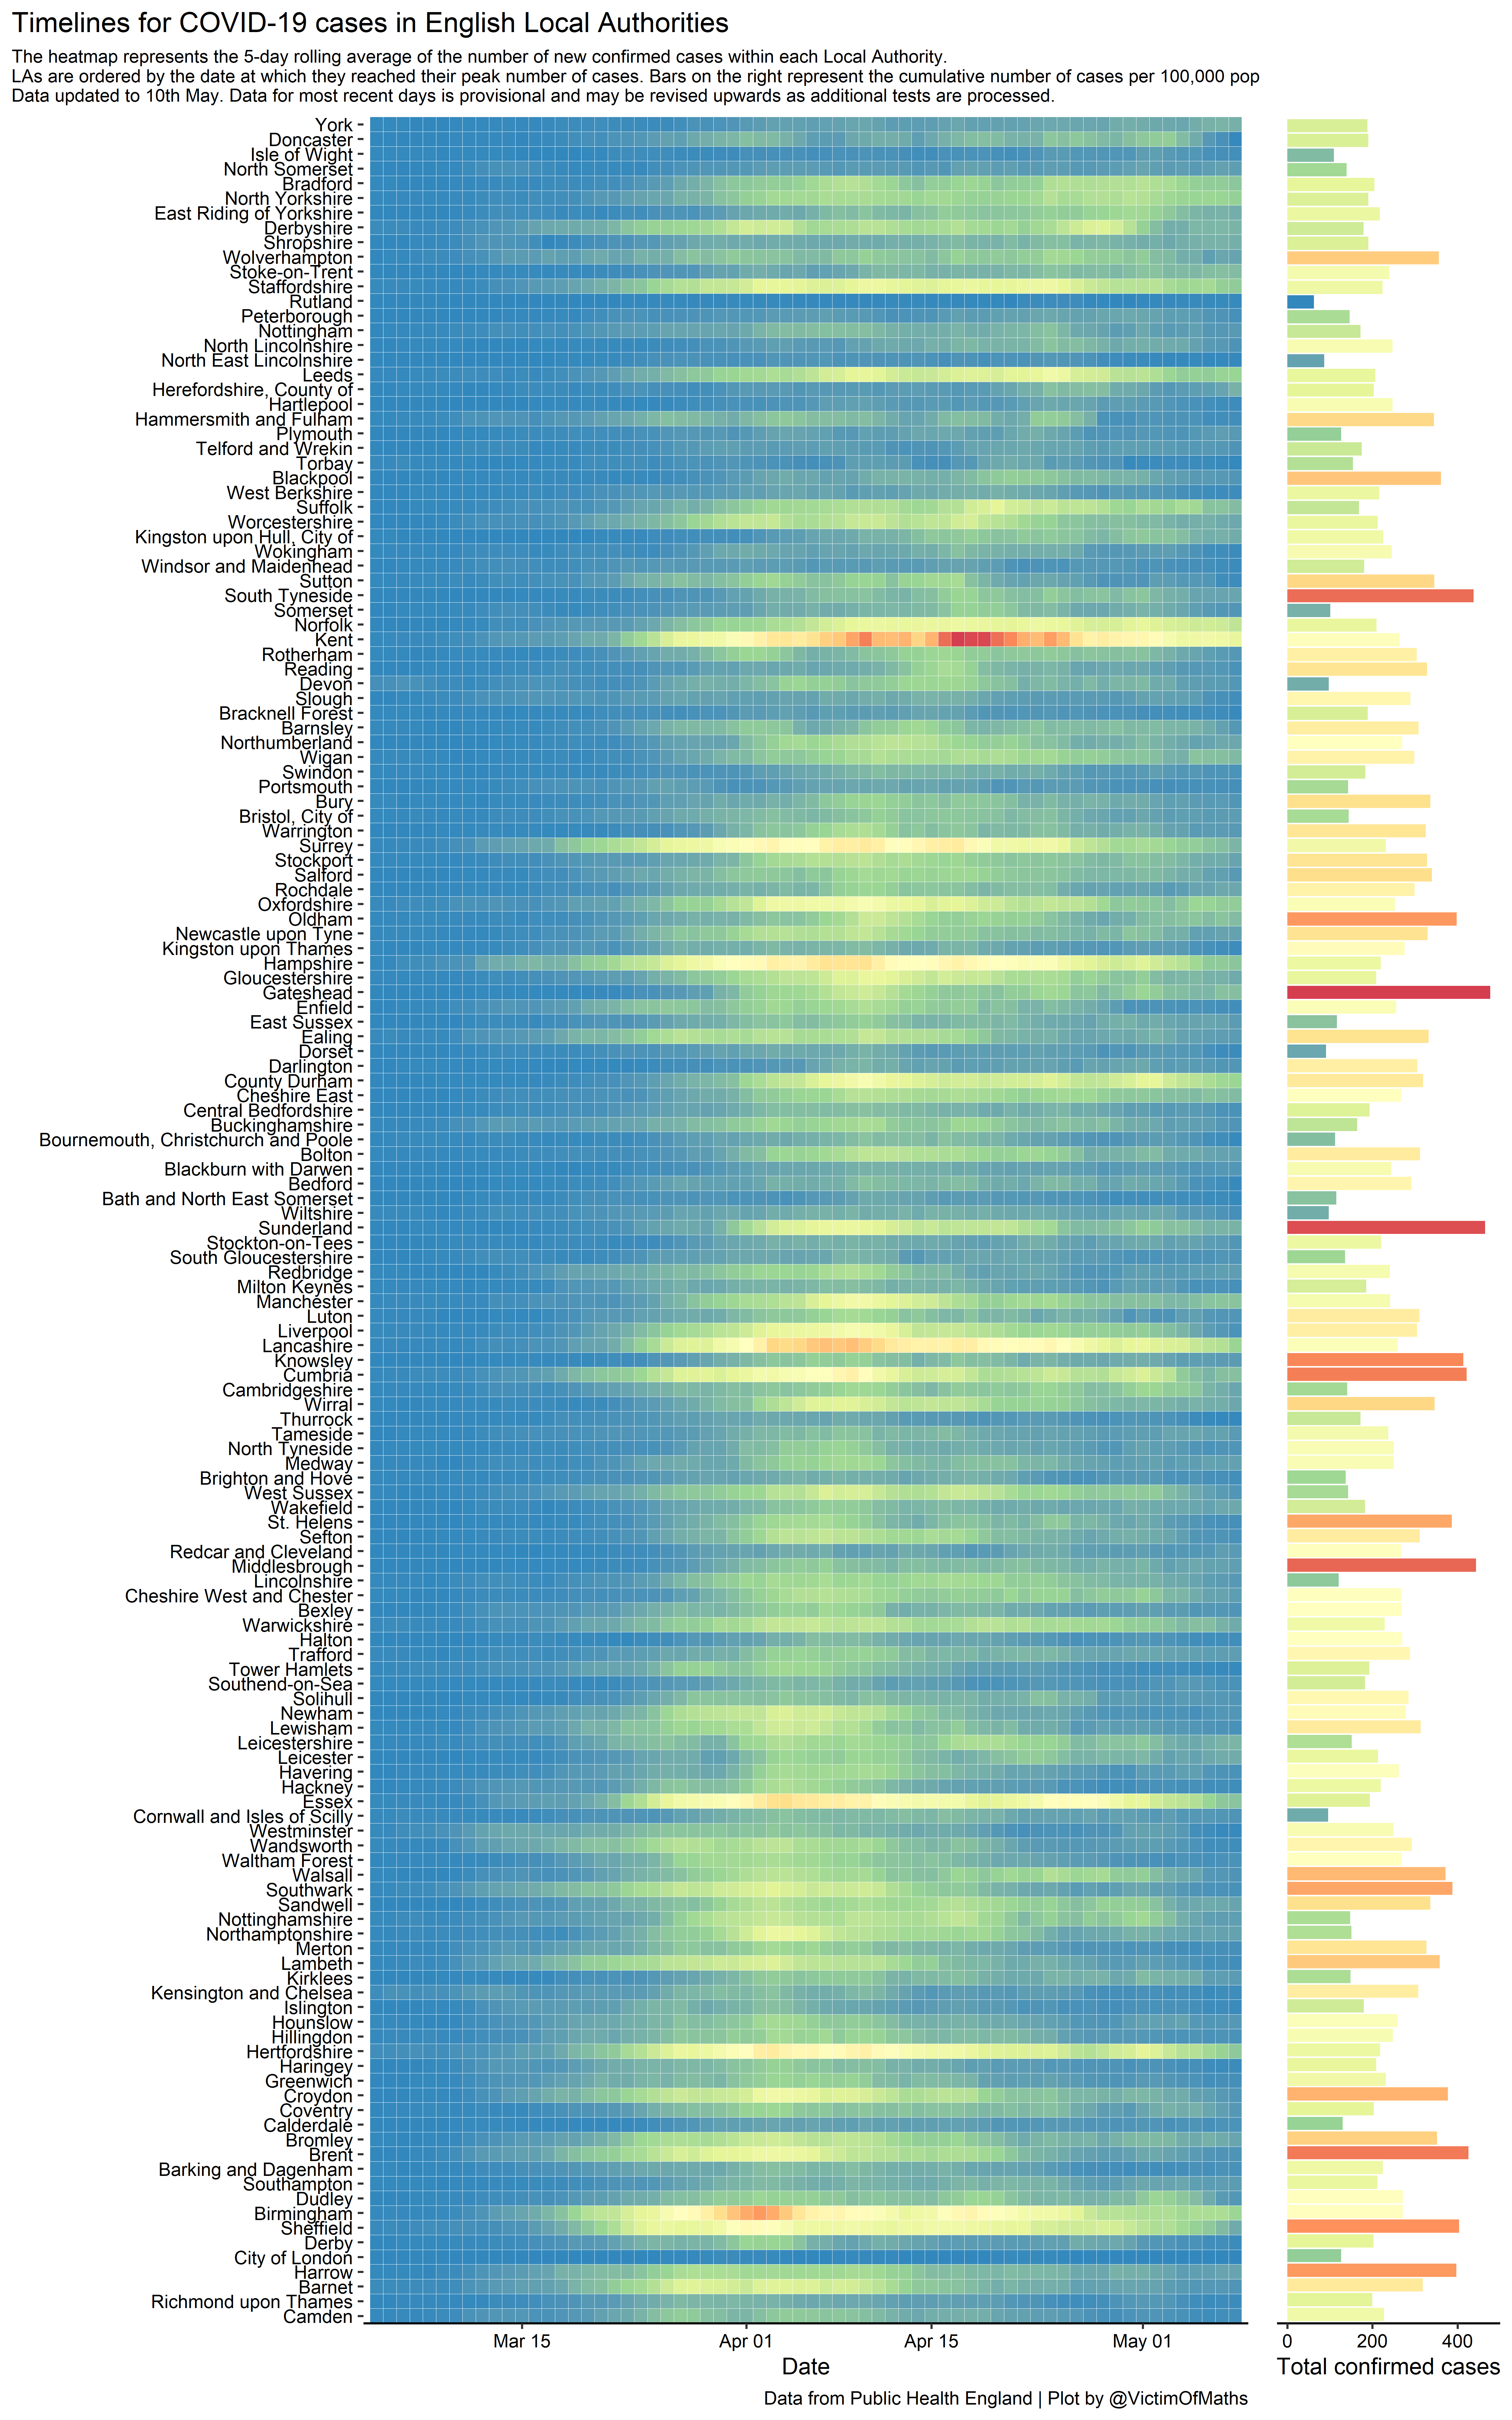 Timelines for COVID-19 cases in English Local Authorities
The heatmap represents the 5-day rolling average of the number of new confirmed cases within each Local Authority.
LAs are ordered by the date at which they reached their peak number of cases. Bars on the right represent the cumulative number of cases per 100,000 pop
Data updated to 10th May. Data for most recent days is provisional and may be revised upwards as additional tests are processed.
York
Doncaster
Isle of Wight
North Somerset
Bradford
North Yorkshire
East Riding of Yorkshire
Derbyshire
Shropshire
Wolverhampton
Stoke-on-Trent
Staffordshire
Rutland
Peterborough
Nottingham
North Lincolnshire
North East Lincolnshire
Leeds
Herefordshire, County of
Hartlepool
Hammersmith and Fulham
Plymouth
Telford and Wrekin
Torbay
Blackpool
West Berkshire
Suffolk
Worcestershire
Kingston upon Hull, City of
Wokingham
Windsor and Maidenhead
Sutton
South Tyneside
Somerset
Norfolk
Kent
Rotherham
Reading
Devon
Slough
Bracknell Forest
Barnsley
Northumberland
Wigan
Swindon
Portsmouth
Bury
Bristol, City of
Warrington
Surrey
Stockport
Salford
Rochdale
Oxfordshire
Oldham
Newcastle upon Tyne
Kingston upon Thames
Hampshire
Gloucestershire
Gateshead
Enfield
East Sussex
Ealing
Dorset
Darlington
County Durham
Cheshire East
Central Bedfordshire
Buckinghamshire
Bournemouth, Christchurch and Poole
Bolton
Blackburn with Darwen
Bedford
Bath and North East Somerset
Wiltshire
Sunderland
Stockton-on-Tees
South Gloucestershire
Redbridge
Milton Keynes
Manchester
Luton
Liverpool
Lancashire
Knowsley
Cumbria
Cambridgeshire
Wirral
Thurrock
Tameside
North Tyneside
Medway
Brighton and Hove
West Sussex
Wakefield
St. Helens
Sefton
Redcar and Cleveland
Middlesbrough
Lincolnshire
Cheshire West and Chester
Bexley
Warwickshire
Halton
Trafford
Tower Hamlets
Southend-on-Sea
Solihull
Newham
Lewisham
Leicestershire
Leicester
Havering
Hackney
Essex
Cornwall and Isles of Scilly
Westminster
Wandsworth
Waltham Forest
Walsall
Southwark
Sandwell
Nottinghamshire
Northamptonshire
Merton
Lambeth
Kirklees
Kensington and Chelsea
Islington
Hounslow
Hillingdon
Hertfordshire
Haringey
Greenwich
Croydon
Coventry
Calderdale
Bromley
Brent
Barking and Dagenham
Southampton
Dudley
Birmingham
Sheffield
Derby
City of London
Harrow
Barnet
Richmond upon Thames
Camden
Mar 15 Apr 01 Apr 15 May 01
Date
0 200 400
Total confirmed cases
Data from Public Health England | Plot by @VictimOfMaths